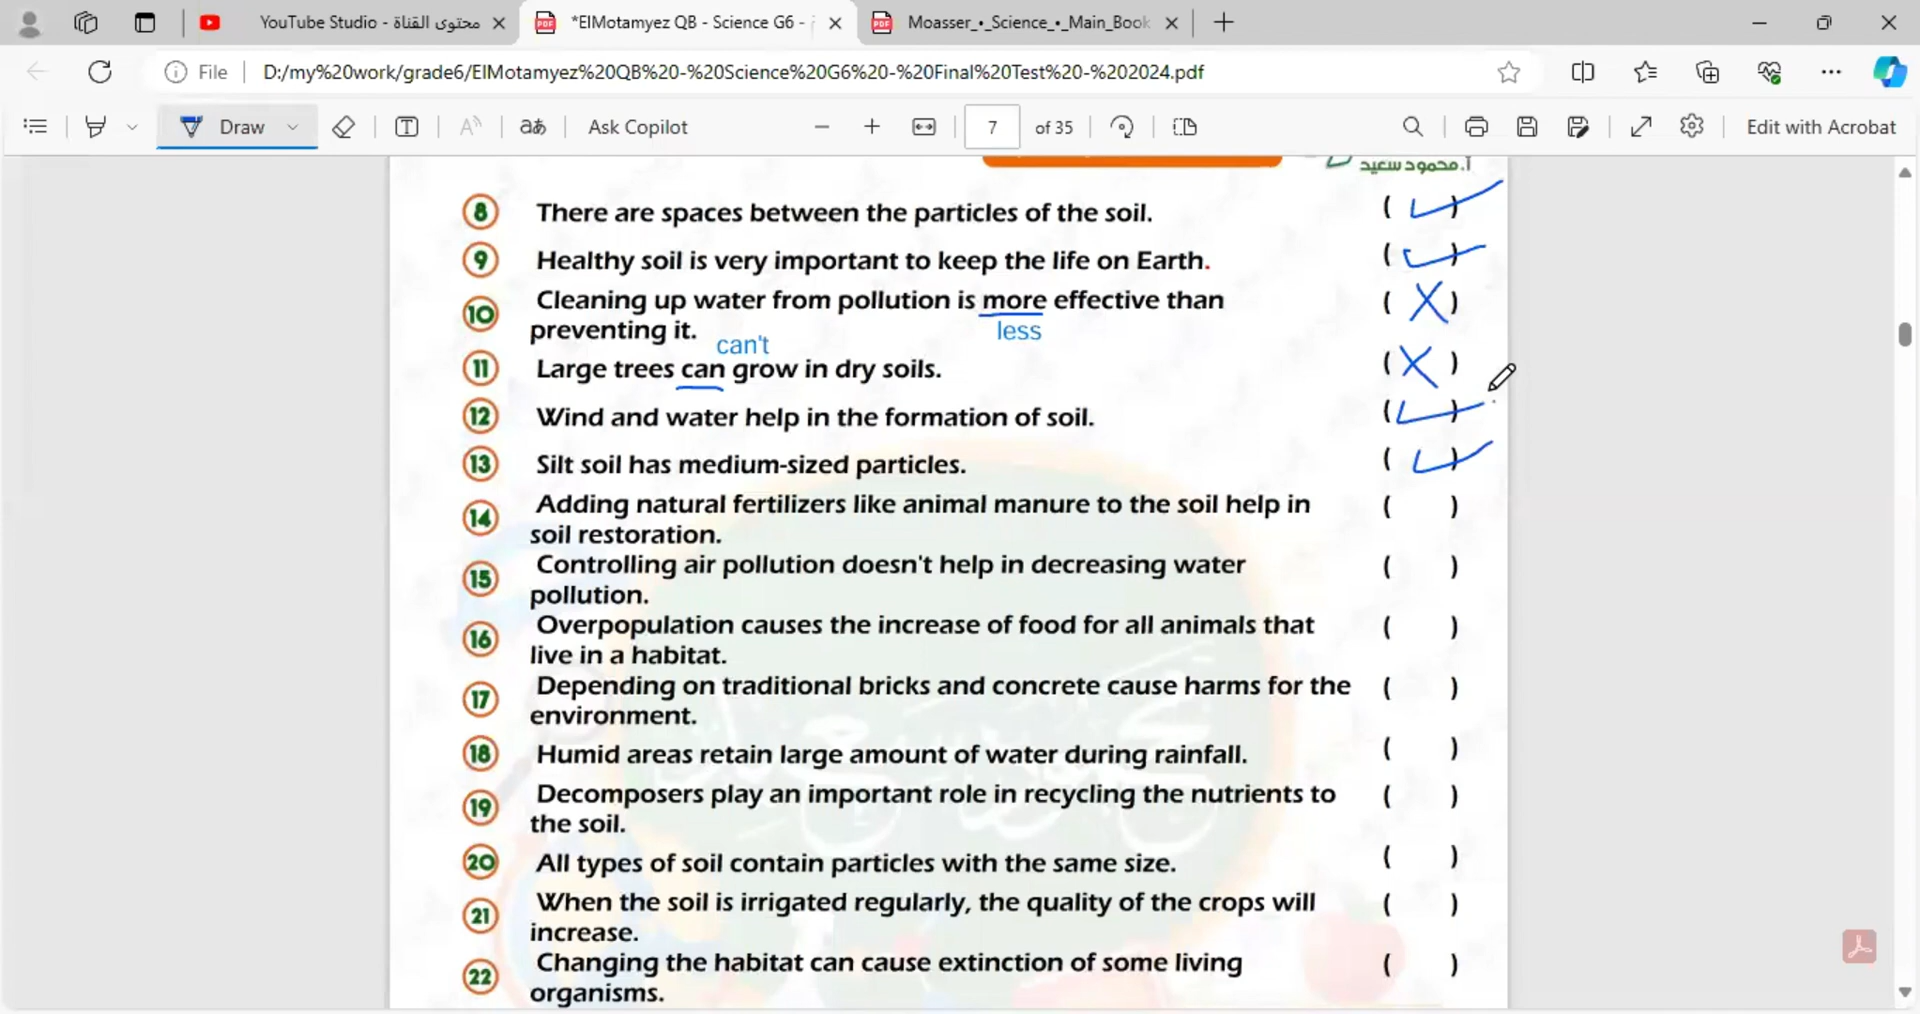 YouTube Studio - محتوى القناة
*ElMotamyez QB - Science G6 -
Moasser_•_Science_•_Main_Book
File
D:/my%20work/grade6/ElMotamyez%20QB%20-%20Science%20G6%20-%20Final%20Test%20-%202024.pdf
Draw
Ask Copilot
7 of 35
Edit with Acrobat
أ. محمود سعيد
8 There are spaces between the particles of the soil. ( ✓ )
9 Healthy soil is very important to keep the life on Earth. ( ✓ )
10 Cleaning up water from pollution is more effective than ( X )
preventing it. less
can't
11 Large trees can grow in dry soils. ( X )
12 Wind and water help in the formation of soil. ( ✓ )
13 Silt soil has medium-sized particles. ( ✓ )
14 Adding natural fertilizers like animal manure to the soil help in ( )
soil restoration.
15 Controlling air pollution doesn't help in decreasing water ( )
pollution.
16 Overpopulation causes the increase of food for all animals that ( )
live in a habitat.
17 Depending on traditional bricks and concrete cause harms for the ( )
environment.
18 Humid areas retain large amount of water during rainfall. ( )
19 Decomposers play an important role in recycling the nutrients to ( )
the soil.
20 All types of soil contain particles with the same size. ( )
21 When the soil is irrigated regularly, the quality of the crops will ( )
increase.
22 Changing the habitat can cause extinction of some living ( )
organisms.